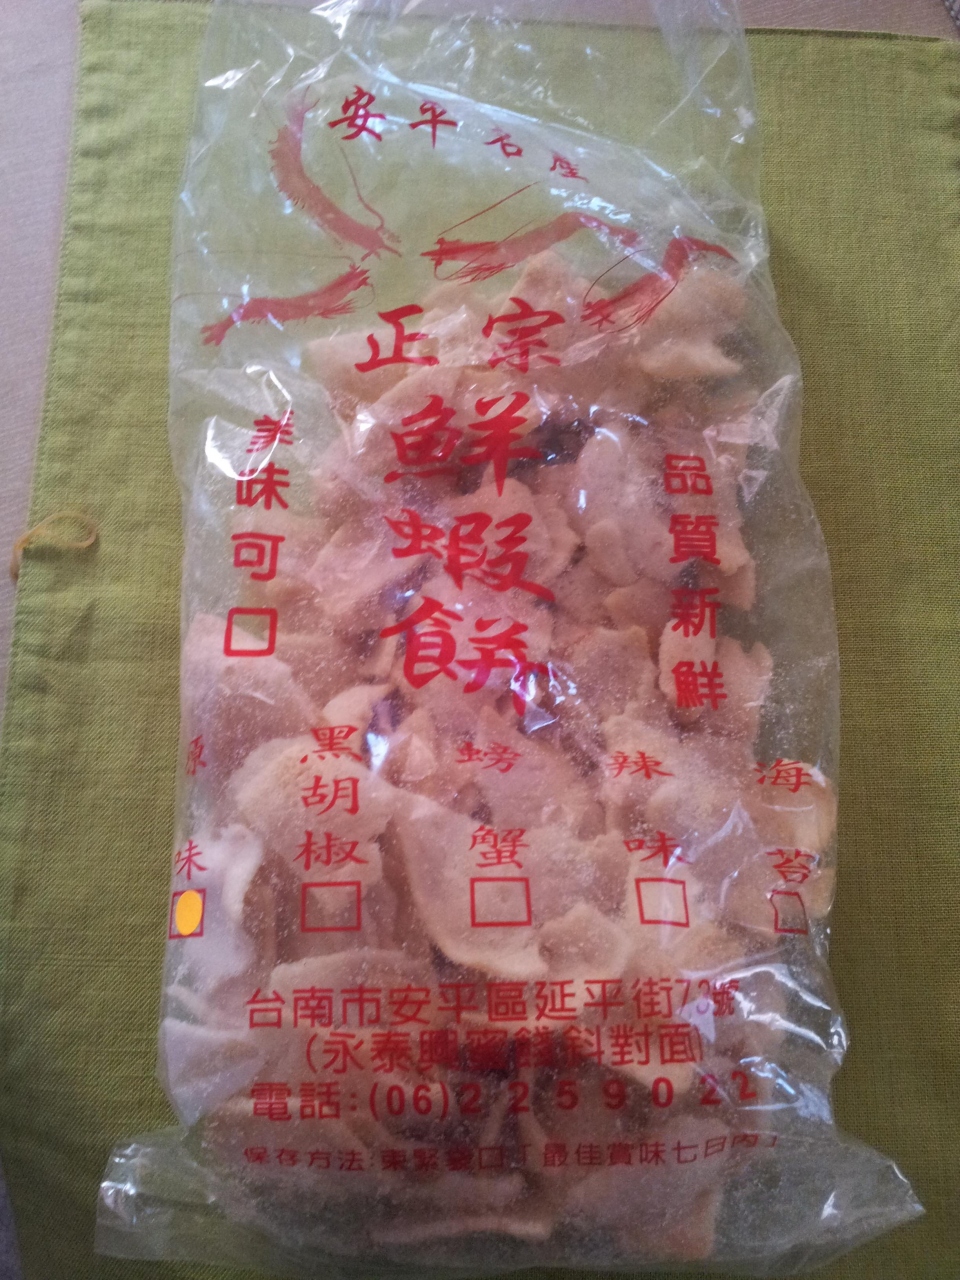 安平名產
正宗
鮮蝦餅
品質新鮮
美味可口
原味
黑胡椒
螃蟹
辣味
海苔
台南市安平區延平街73號
(永泰興蜜餞斜對面)
電話:(06)2259022
保存方法:束緊袋口「最佳賞味七日內」